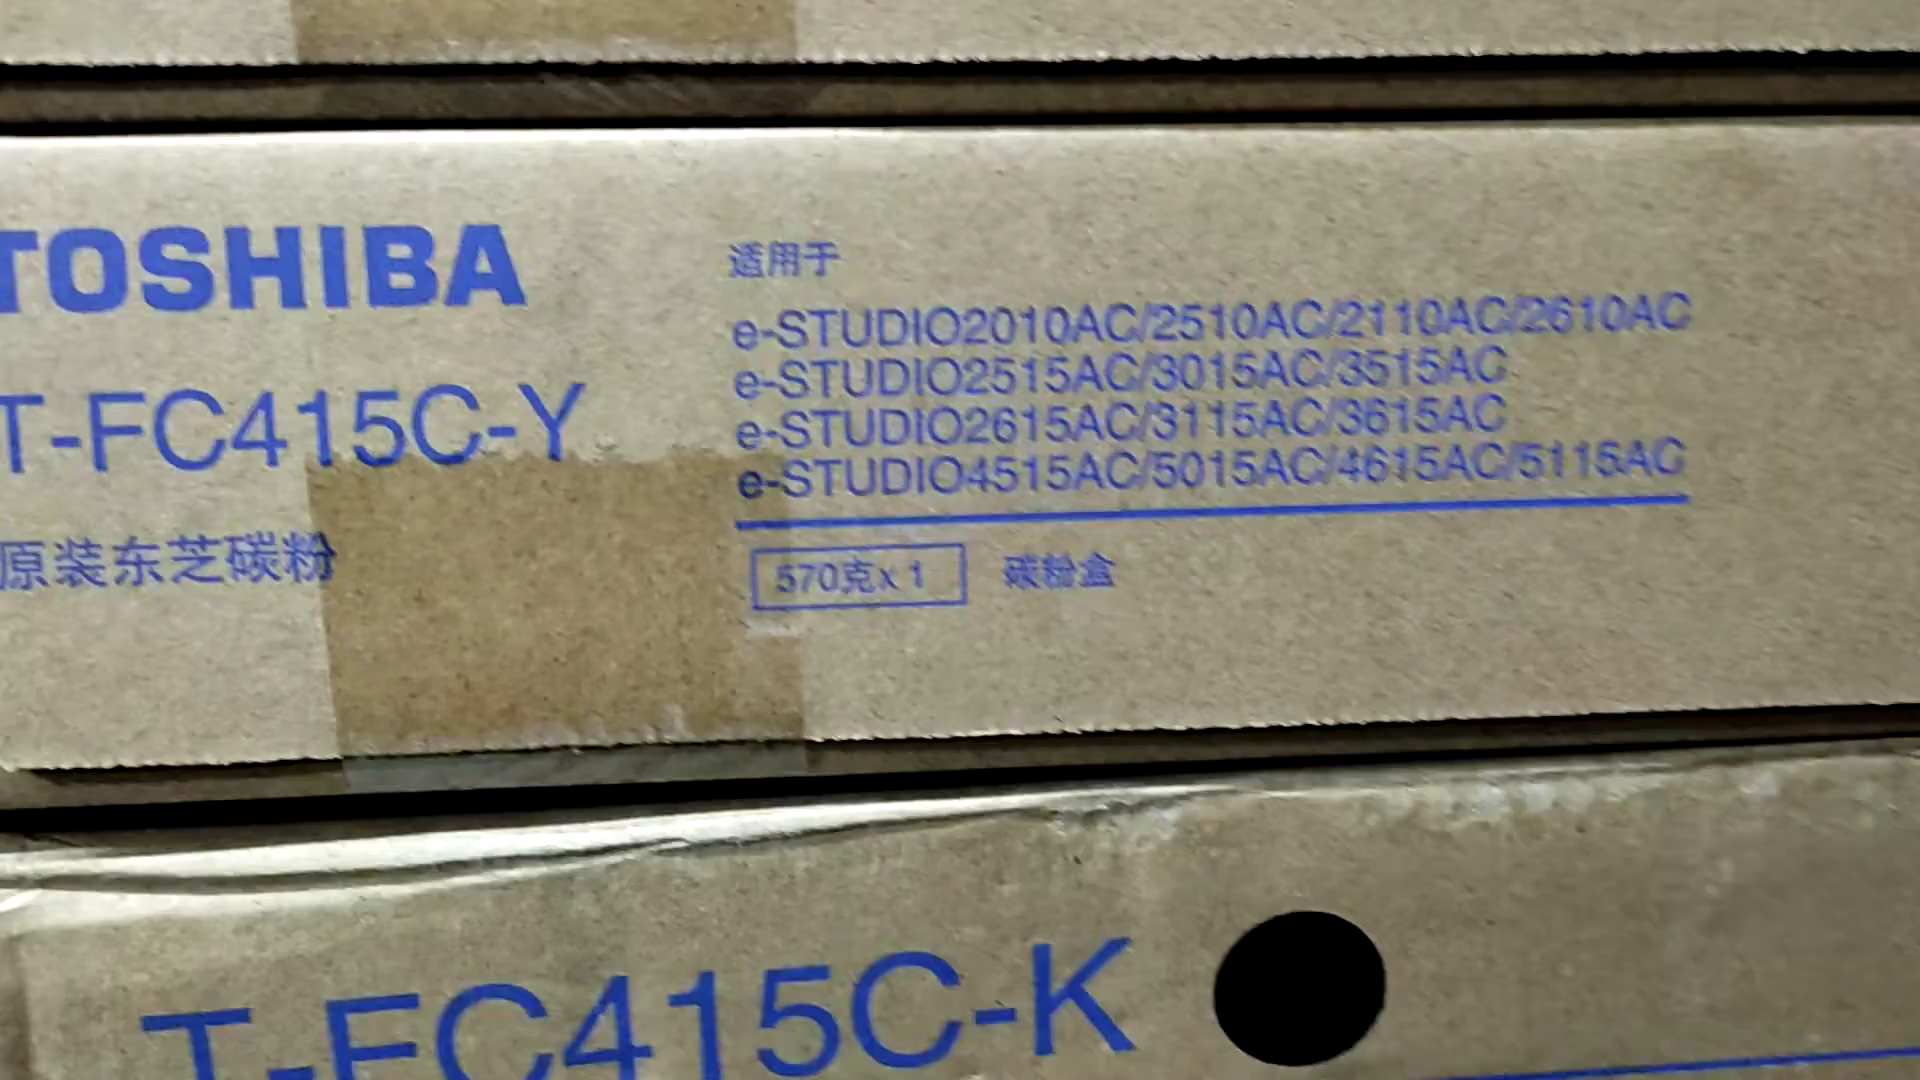 TOSHIBA
T-FC415C-Y
原装东芝碳粉
适用于
e-STUDIO2010AC/2510AC/2110AC/2610AC
e-STUDIO2515AC/3015AC/3515AC
e-STUDIO2615AC/3115AC/3615AC
e-STUDIO4515AC/5015AC/4615AC/5115AC
570克x 1 碳粉盒
T-FC415C-K